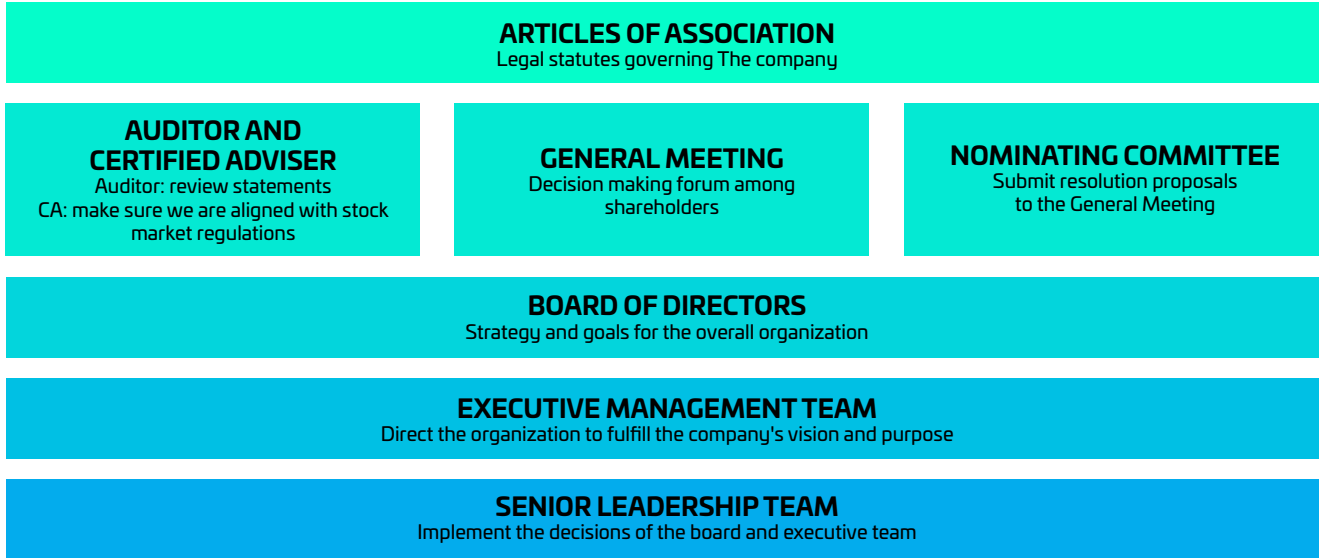 ARTICLES OF ASSOCIATION
Legal statutes governing The company
AUDITOR AND
CERTIFIED ADVISER
Auditor: review statements
CA: make sure we are aligned with stock
market regulations
GENERAL MEETING
Decision making forum among
shareholders
NOMINATING COMMITTEE
Submit resolution proposals
to the General Meeting
BOARD OF DIRECTORS
Strategy and goals for the overall organization
EXECUTIVE MANAGEMENT TEAM
Direct the organization to fulfill the company's vision and purpose
SENIOR LEADERSHIP TEAM
Implement the decisions of the board and executive team